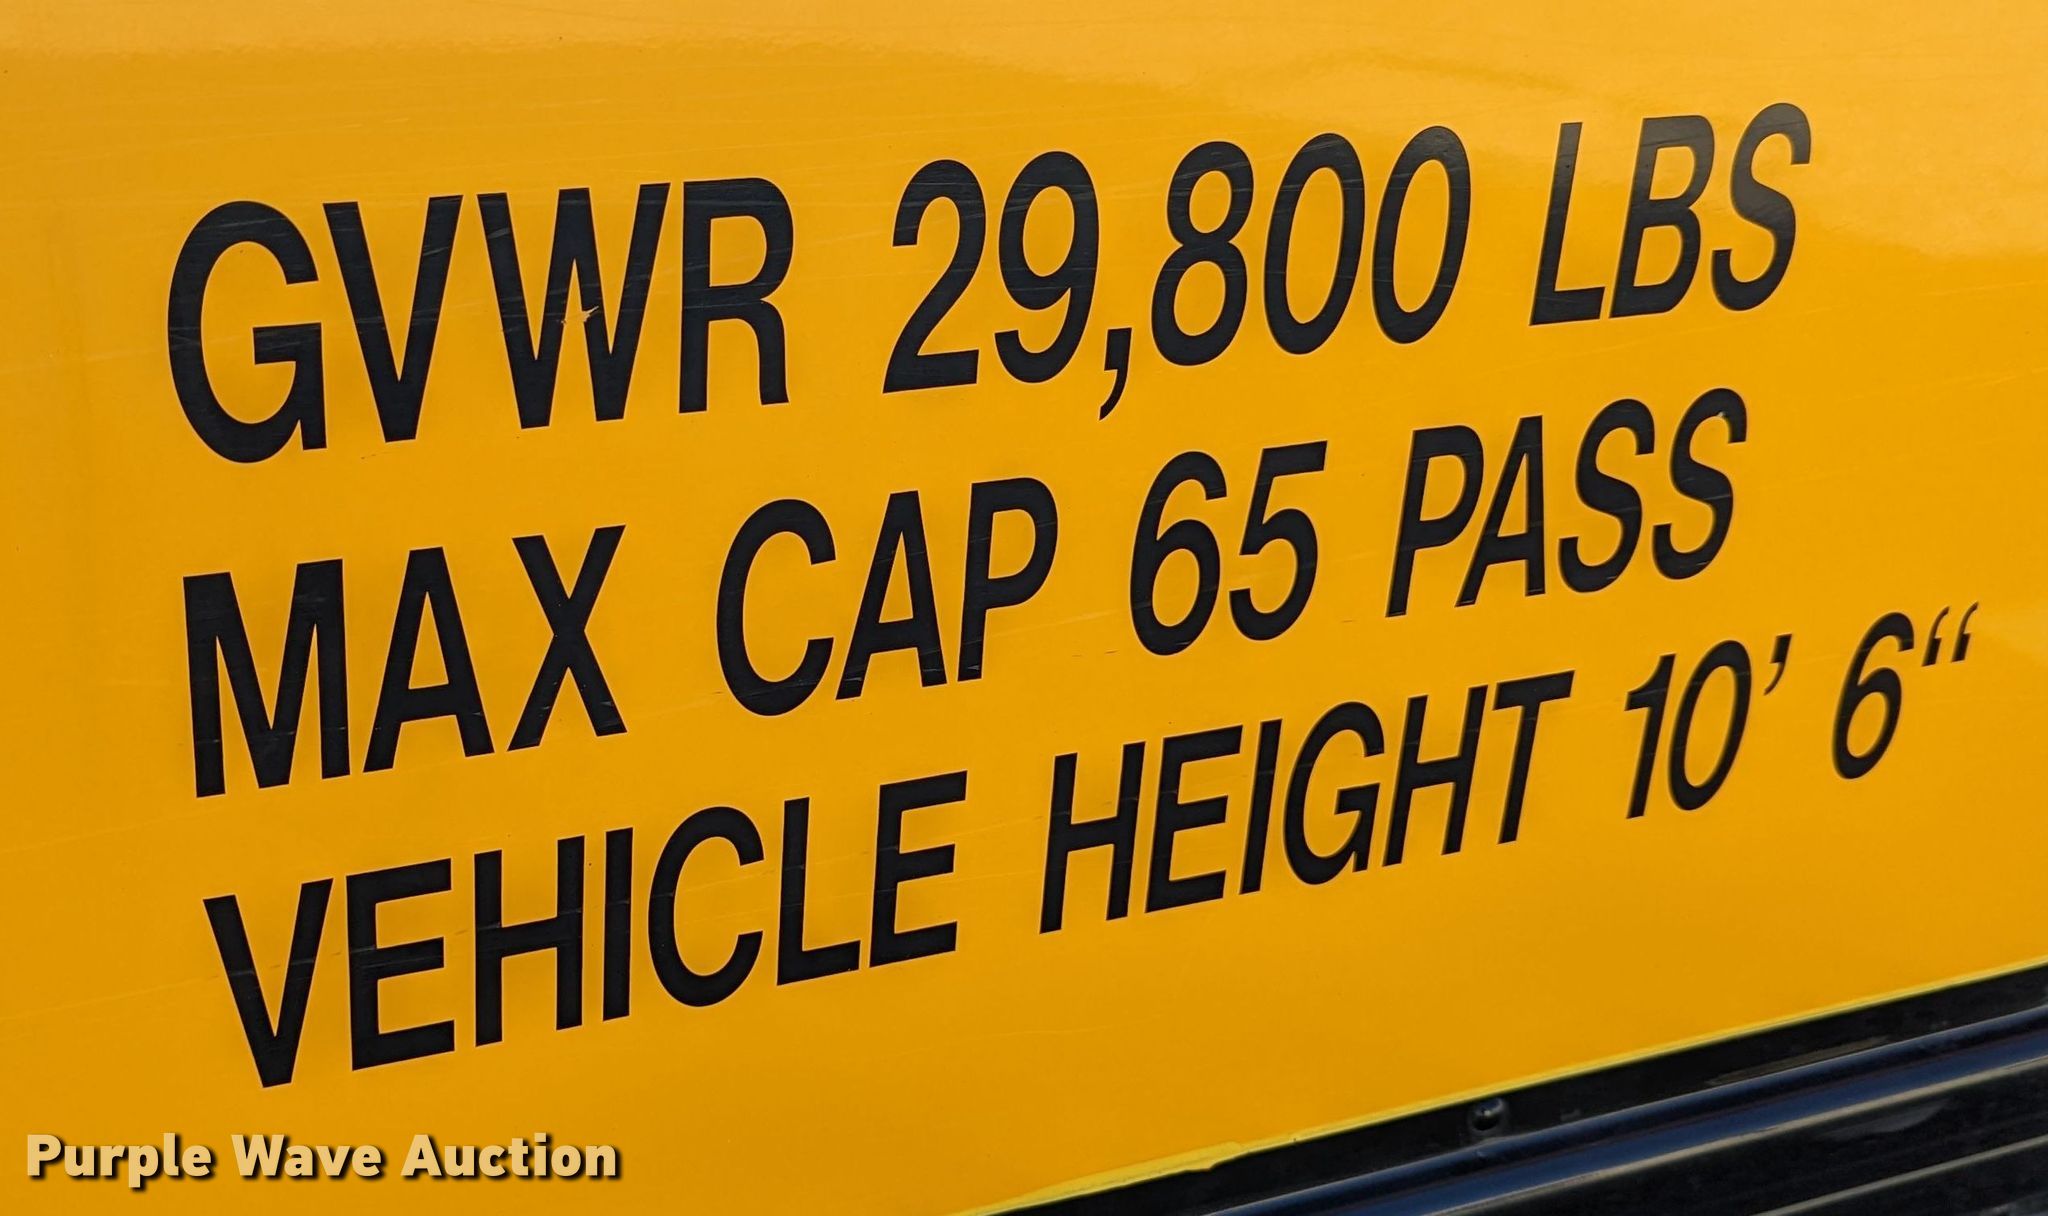 GVWR 29,800 LBS
MAX CAP 65 PASS
VEHICLE HEIGHT 10’ 6“
Purple Wave Auction